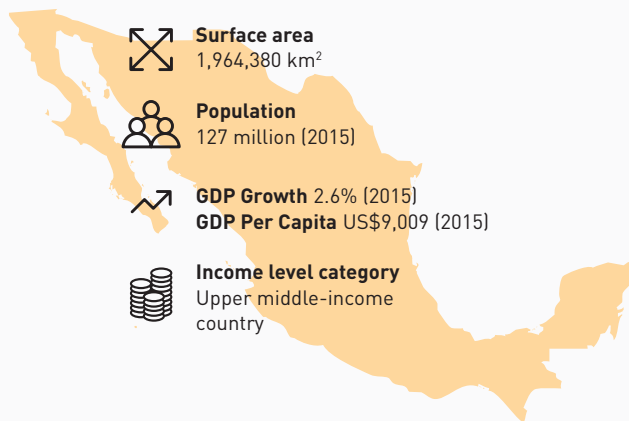 Surface area
1,964,380 km²
Population
127 million (2015)
GDP Growth 2.6% (2015)
GDP Per Capita US$9,009 (2015)
Income level category
Upper middle-income
country